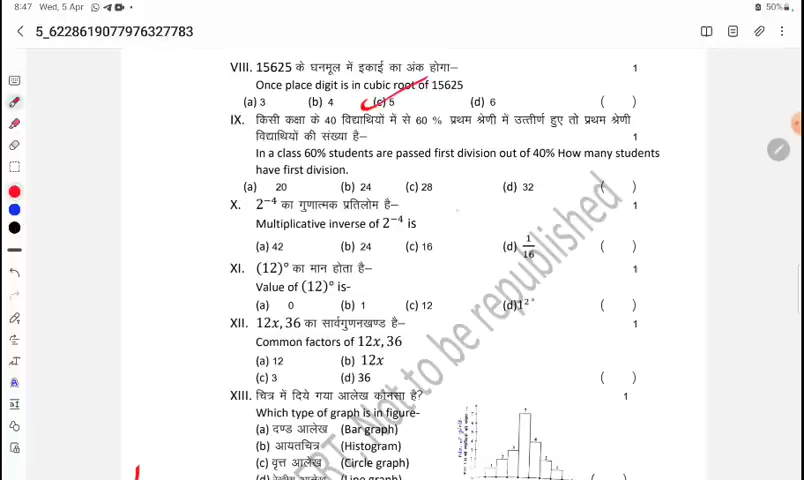 8:47 Wed, 5 Apr
50%
5_6228619077976327783
VIII. 15625 के घनमूल में इकाई का अंक होगा– 1
Once place digit is in cubic root of 15625
(a) 3 (b) 4 (c) 5 (d) 6 ( )
IX. किसी कक्षा के 40 विद्यार्थियों में से 60 % प्रथम श्रेणी में उत्तीर्ण हुए तो प्रथम श्रेणी
विद्यार्थियों की संख्या है– 1
In a class 60% students are passed first division out of 40% How many students
have first division.
(a) 20 (b) 24 (c) 28 (d) 32 ( )
X. 2⁻⁴ का गुणात्मक प्रतिलोम है– 1
Multiplicative inverse of 2⁻⁴ is
(a) 42 (b) 24 (c) 16 (d) 1/16 ( )
XI. (12)° का मान होता है– 1
Value of (12)° is-
(a) 0 (b) 1 (c) 12 (d)1²° ( )
XII. 12x, 36 का सार्वगुणनखण्ड है– 1
Common factors of 12x, 36
(a) 12 (b) 12x
(c) 3 (d) 36 ( )
XIII. चित्र में दिये गया आलेख कौनसा है? 1
Which type of graph is in figure-
(a) दण्ड आलेख (Bar graph)
(b) आयतचित्र (Histogram)
(c) वृत्त आलेख (Circle graph)
(d) रेखीय आलेख (Line graph) ( )
ERT, Not to be republished